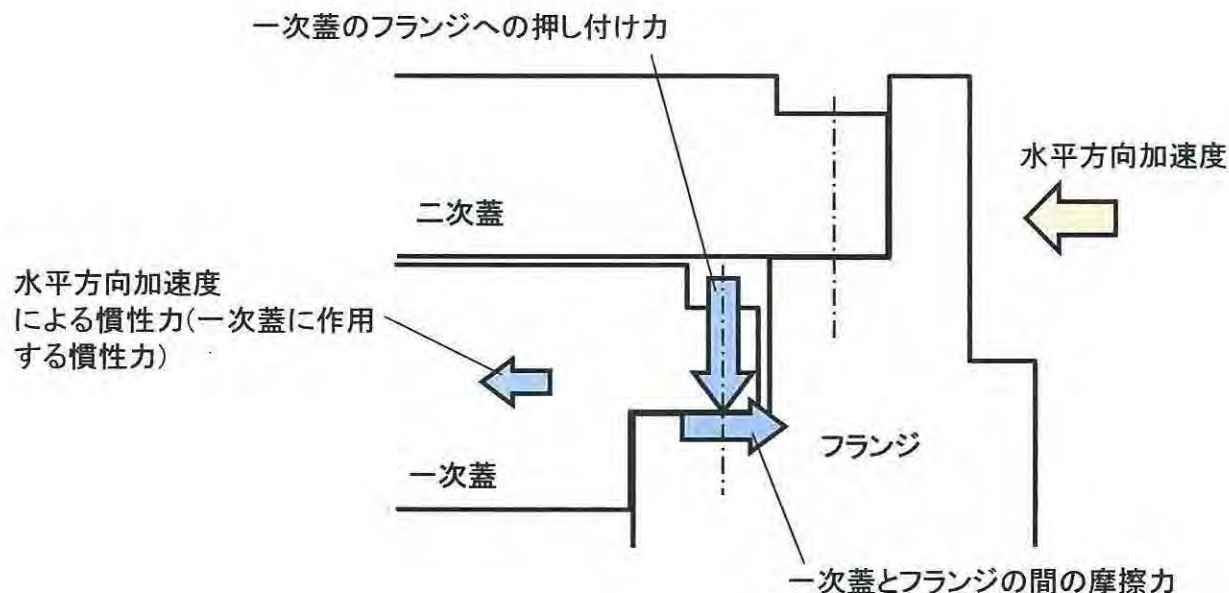 一次蓋のフランジへの押し付け力
水平方向加速度
二次蓋
水平方向加速度
による慣性力(一次蓋に作用
する慣性力)
フランジ
一次蓋
一次蓋とフランジの間の摩擦力